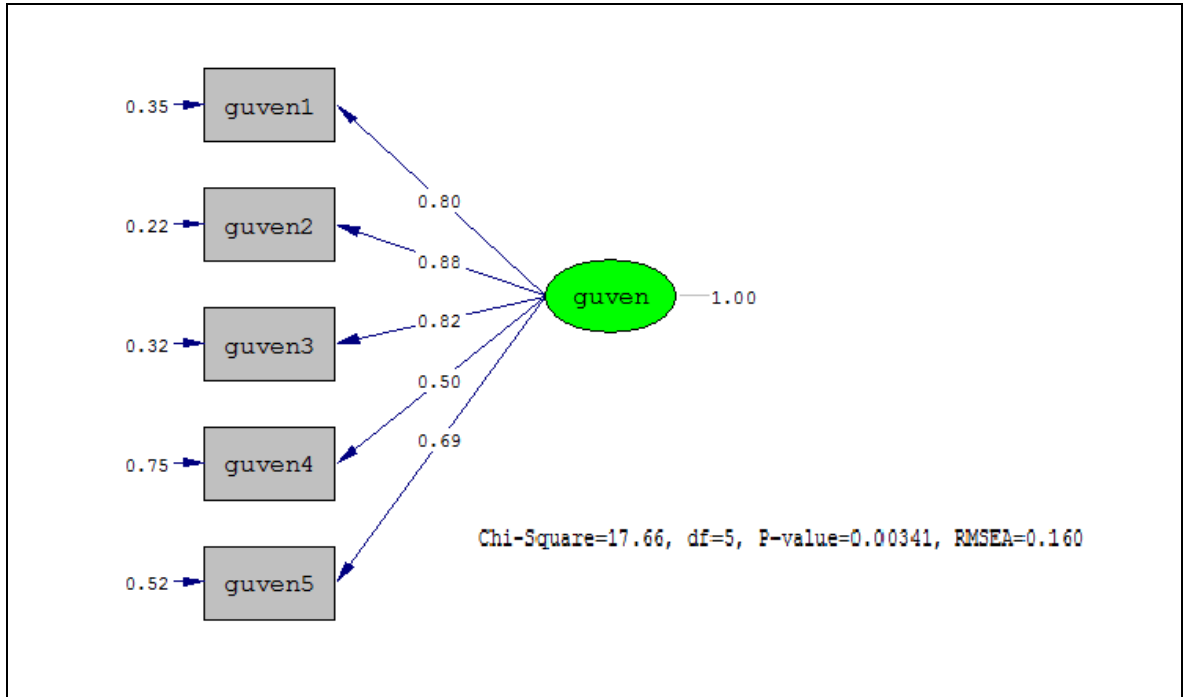 0.35 guven1
0.80
0.22 guven2
0.88
guven 1.00
0.82
0.32 guven3
0.50
0.69
0.75 guven4
Chi-Square=17.66, df=5, P-value=0.00341, RMSEA=0.160
0.52 guven5